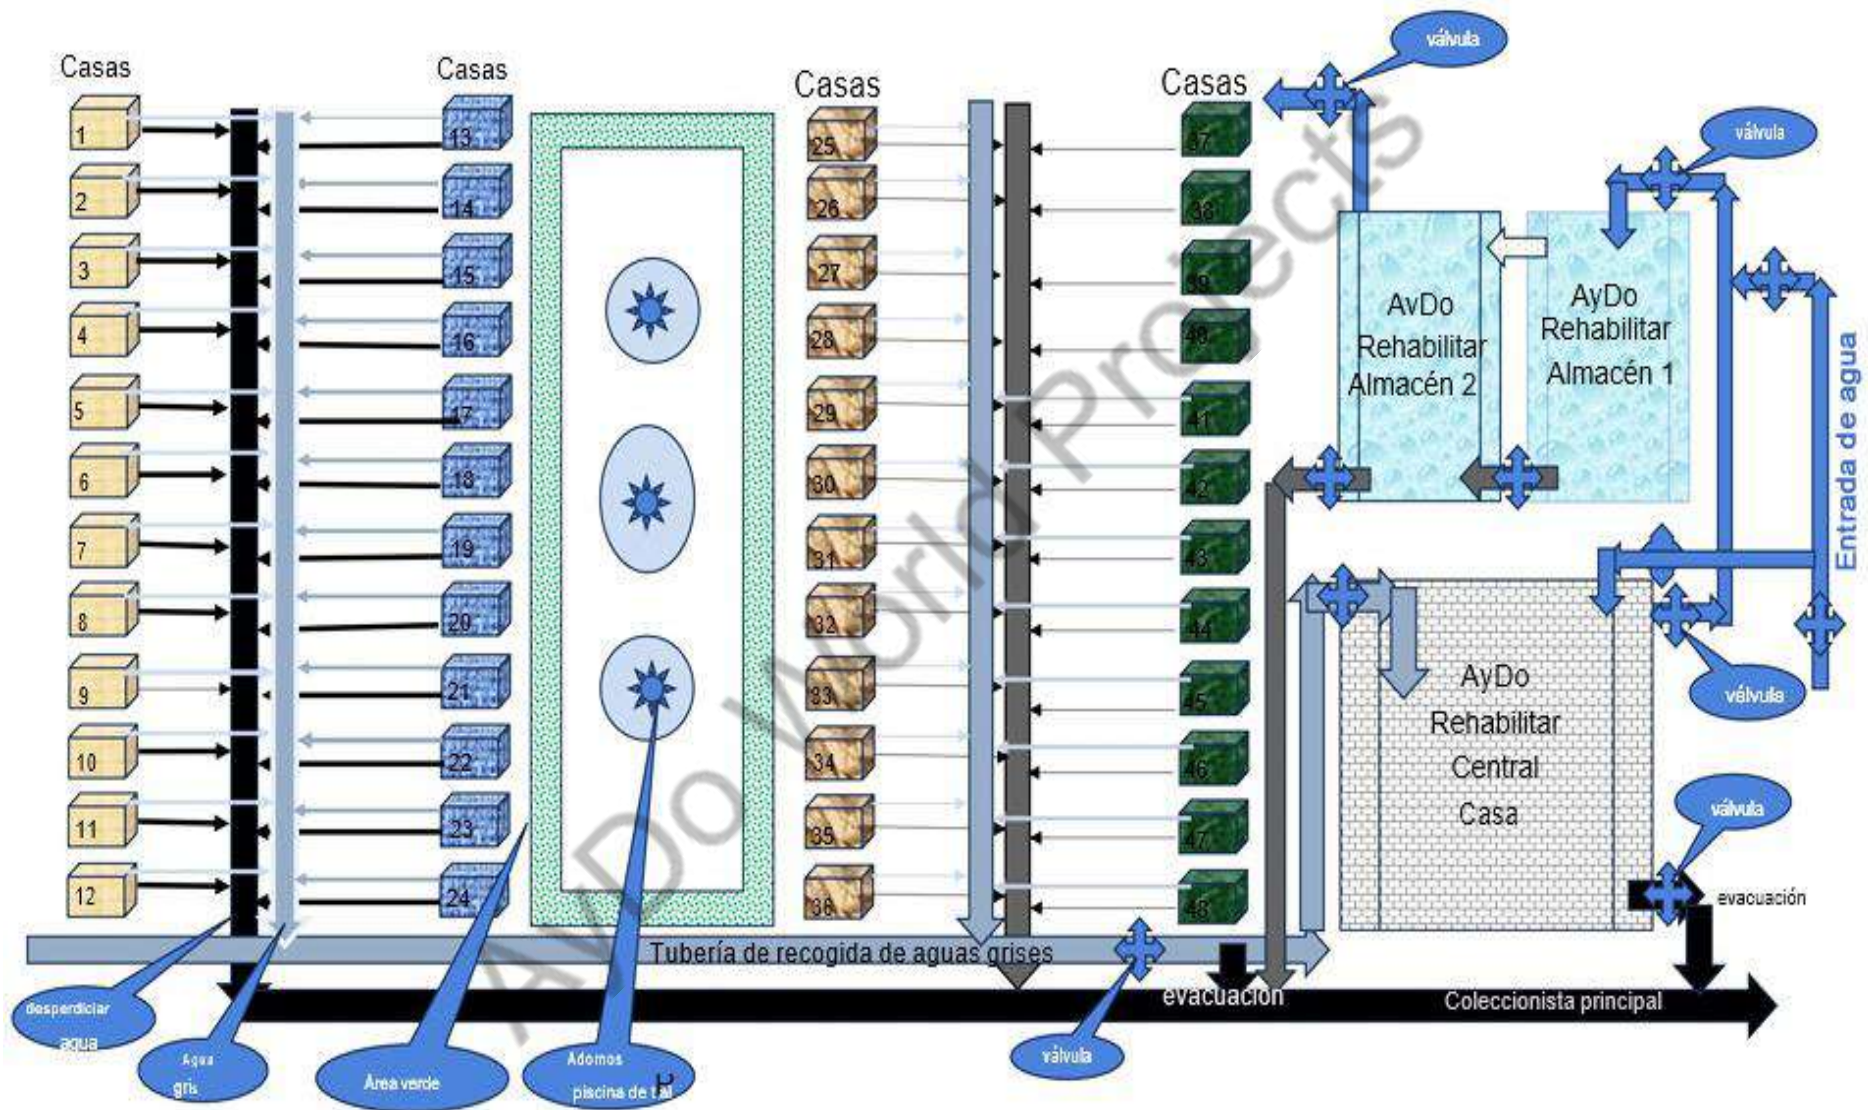 Casas
Casas
Casas
Casas
1
2
3
4
5
6
7
8
9
10
11
12
13
14
15
16
17
18
19
20
21
22
23
24
25
26
27
28
29
30
31
32
33
34
35
36
37
38
39
40
41
42
43
44
45
46
47
48
válvula
válvula
AvDo
Rehabilitar
Almacén 2
AyDo
Rehabilitar
Almacén 1
Entrada de agua
AyDo
Rehabilitar
Central
Casa
vélvula
válvula
evacuación
Tubería de recogida de aguas grises
evacuación
Coleccionista principal
desperdiciar
agua
Agua
gris
Área verde
Adornos
piscina de
válvula
AyDo World Projects